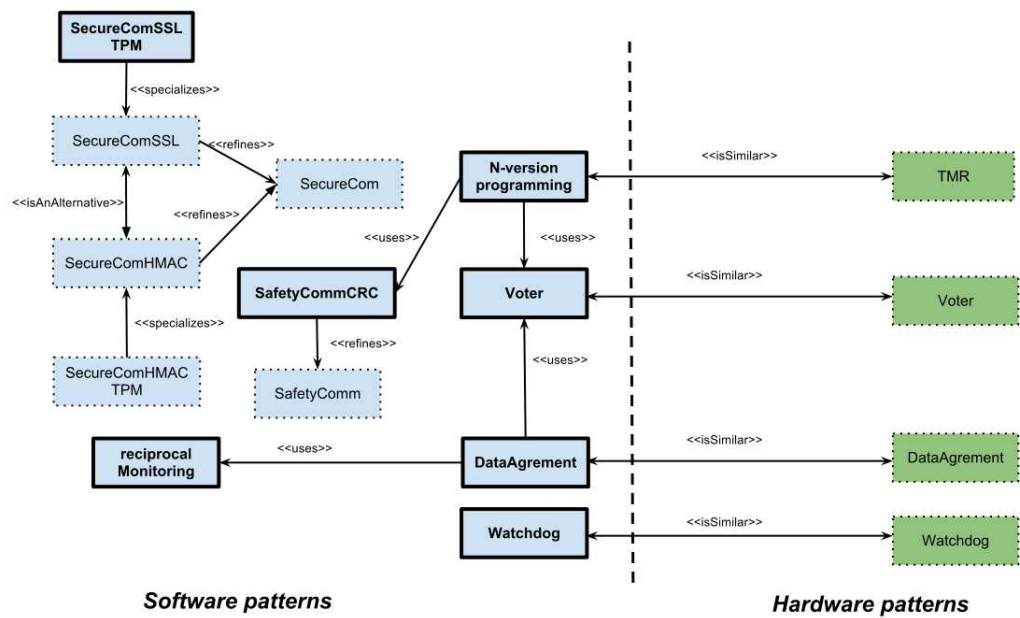 SecureComSSL
TPM
<<specializes>>
SecureComSSL
<<refines>>
SecureCom
<<isAnAlternative>>
<<refines>>
SecureComHMAC
<<specializes>>
SecureComHMAC
TPM
N-version
programming
<<isSimilar>>
TMR
<<uses>>
<<uses>>
SafetyCommCRC
Voter
<<isSimilar>>
Voter
<<refines>>
SafetyComm
<<uses>>
reciprocal
Monitoring
<<uses>>
DataAgrement
<<isSimilar>>
DataAgrement
Watchdog
<<isSimilar>>
Watchdog
Software patterns
Hardware patterns